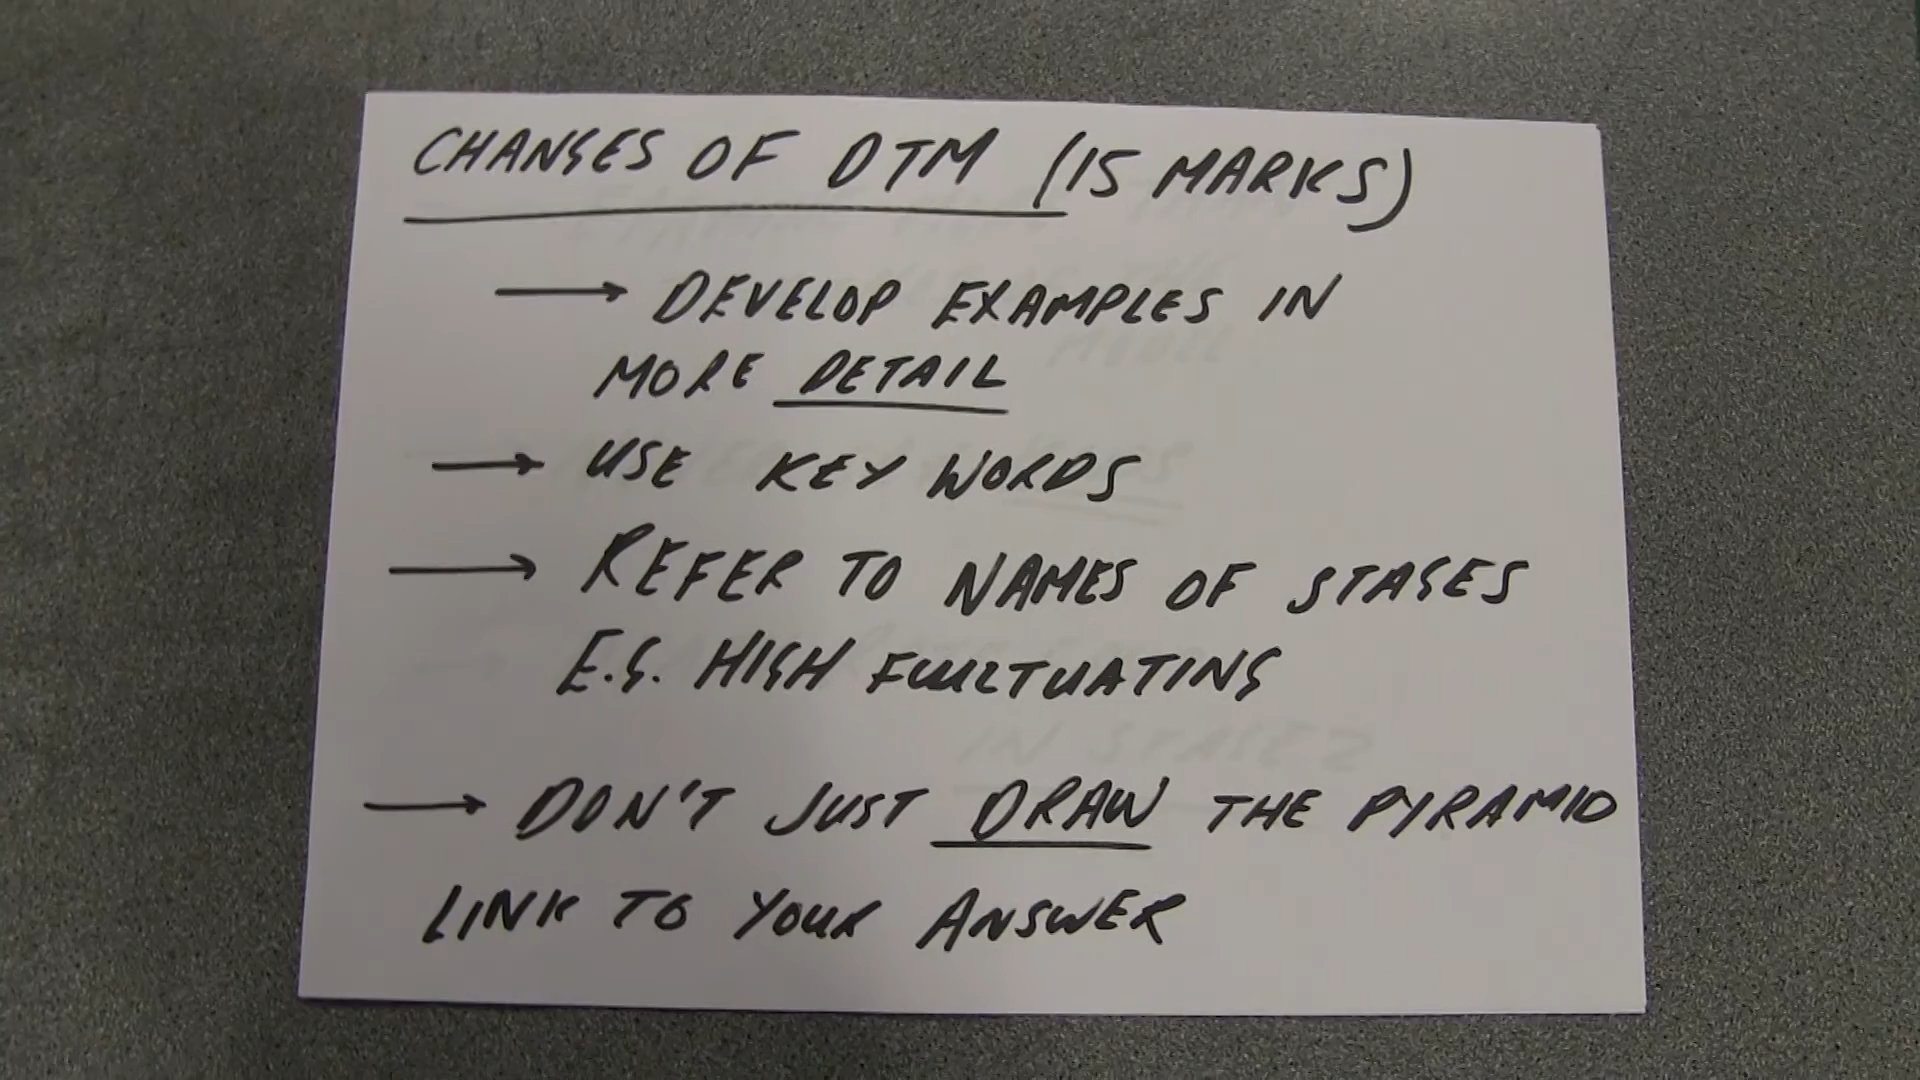 CHANGES OF DTM (15 MARKS)
→ DEVELOP EXAMPLES IN
MORE DETAIL
→ USE KEY WORDS
→ REFER TO NAMES OF STAGES
E.G. HIGH FLUCTUATING
→ DON'T JUST DRAW THE PYRAMID
LINK TO YOUR ANSWER